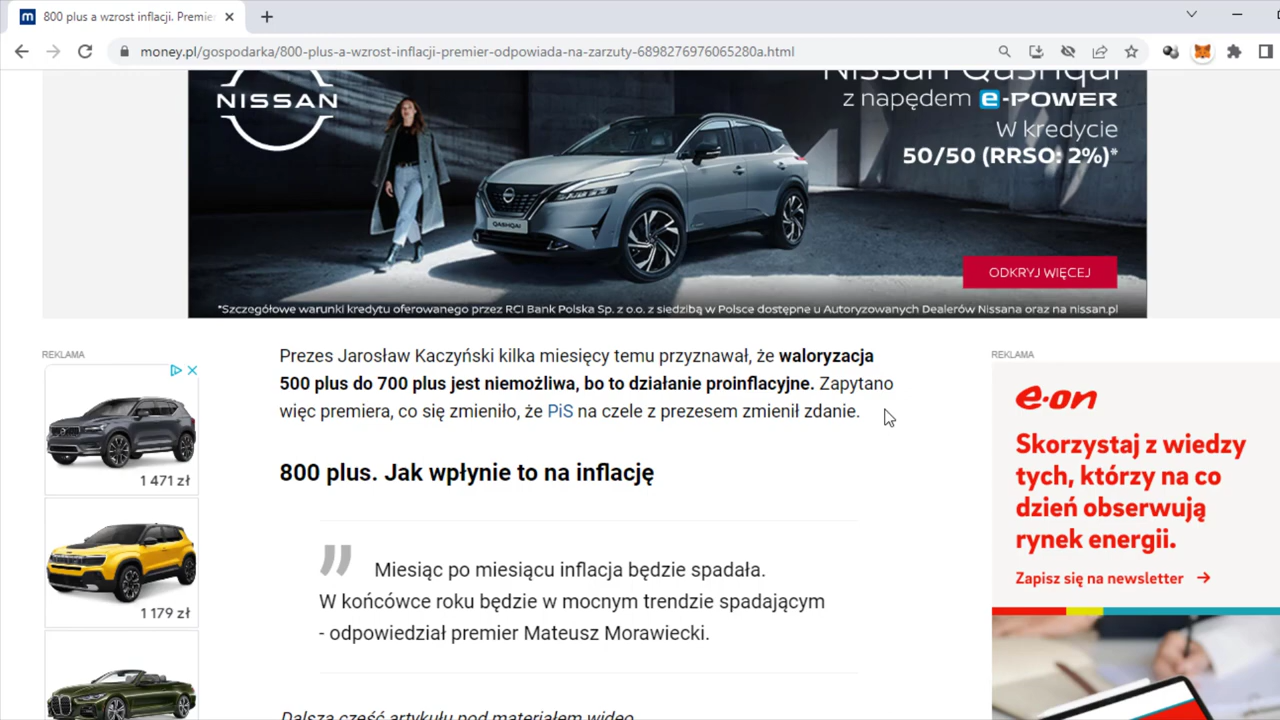 800 plus a wzrost inflacji. Premie
money.pl/gospodarka/800-plus-a-wzrost-inflacji-premier-odpowiada-na-zarzuty-6898276976065280a.html
NISSAN
Nissan Qashqai
z napędem e-POWER
W kredycie
50/50 (RRSO: 2%)*
QASHQAI
ODKRYJ WIĘCEJ
*Szczegółowe warunki kredytu oferowanego przez RCI Bank Polska Sp. z o.o. z siedzibą w Polsce dostępne u Autoryzowanych Dealerów Nissana oraz na nissan.pl
REKLAMA
1 471 zł
1 179 zł
Prezes Jarosław Kaczyński kilka miesięcy temu przyznawał, że waloryzacja
500 plus do 700 plus jest niemożliwa, bo to działanie proinflacyjne. Zapytano
więc premiera, co się zmieniło, że PiS na czele z prezesem zmienił zdanie.
800 plus. Jak wpłynie to na inflację
" Miesiąc po miesiącu inflacja będzie spadała.
W końcówce roku będzie w mocnym trendzie spadającym
- odpowiedział premier Mateusz Morawiecki.
Dalsza część artykułu pod materiałem wideo
REKLAMA
e·on
Skorzystaj z wiedzy
tych, którzy na co
dzień obserwują
rynek energii.
Zapisz się na newsletter →